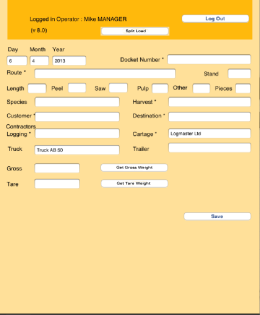 Logged in Operator : Mike MANAGER
Log Out
(v 8.0)
Split Load
Day Month Year
6 4 2013
Docket Number *
Route *
Stand
Length Peel Saw Pulp Other Pieces
Species
Harvest *
Customer *
Destination *
Contractors
Logging *
Cartage *
Logmaster Ltd
Truck
Truck AB 50
Trailer
Gross
Get Gross Weight
Tare
Get Tare Weight
Save